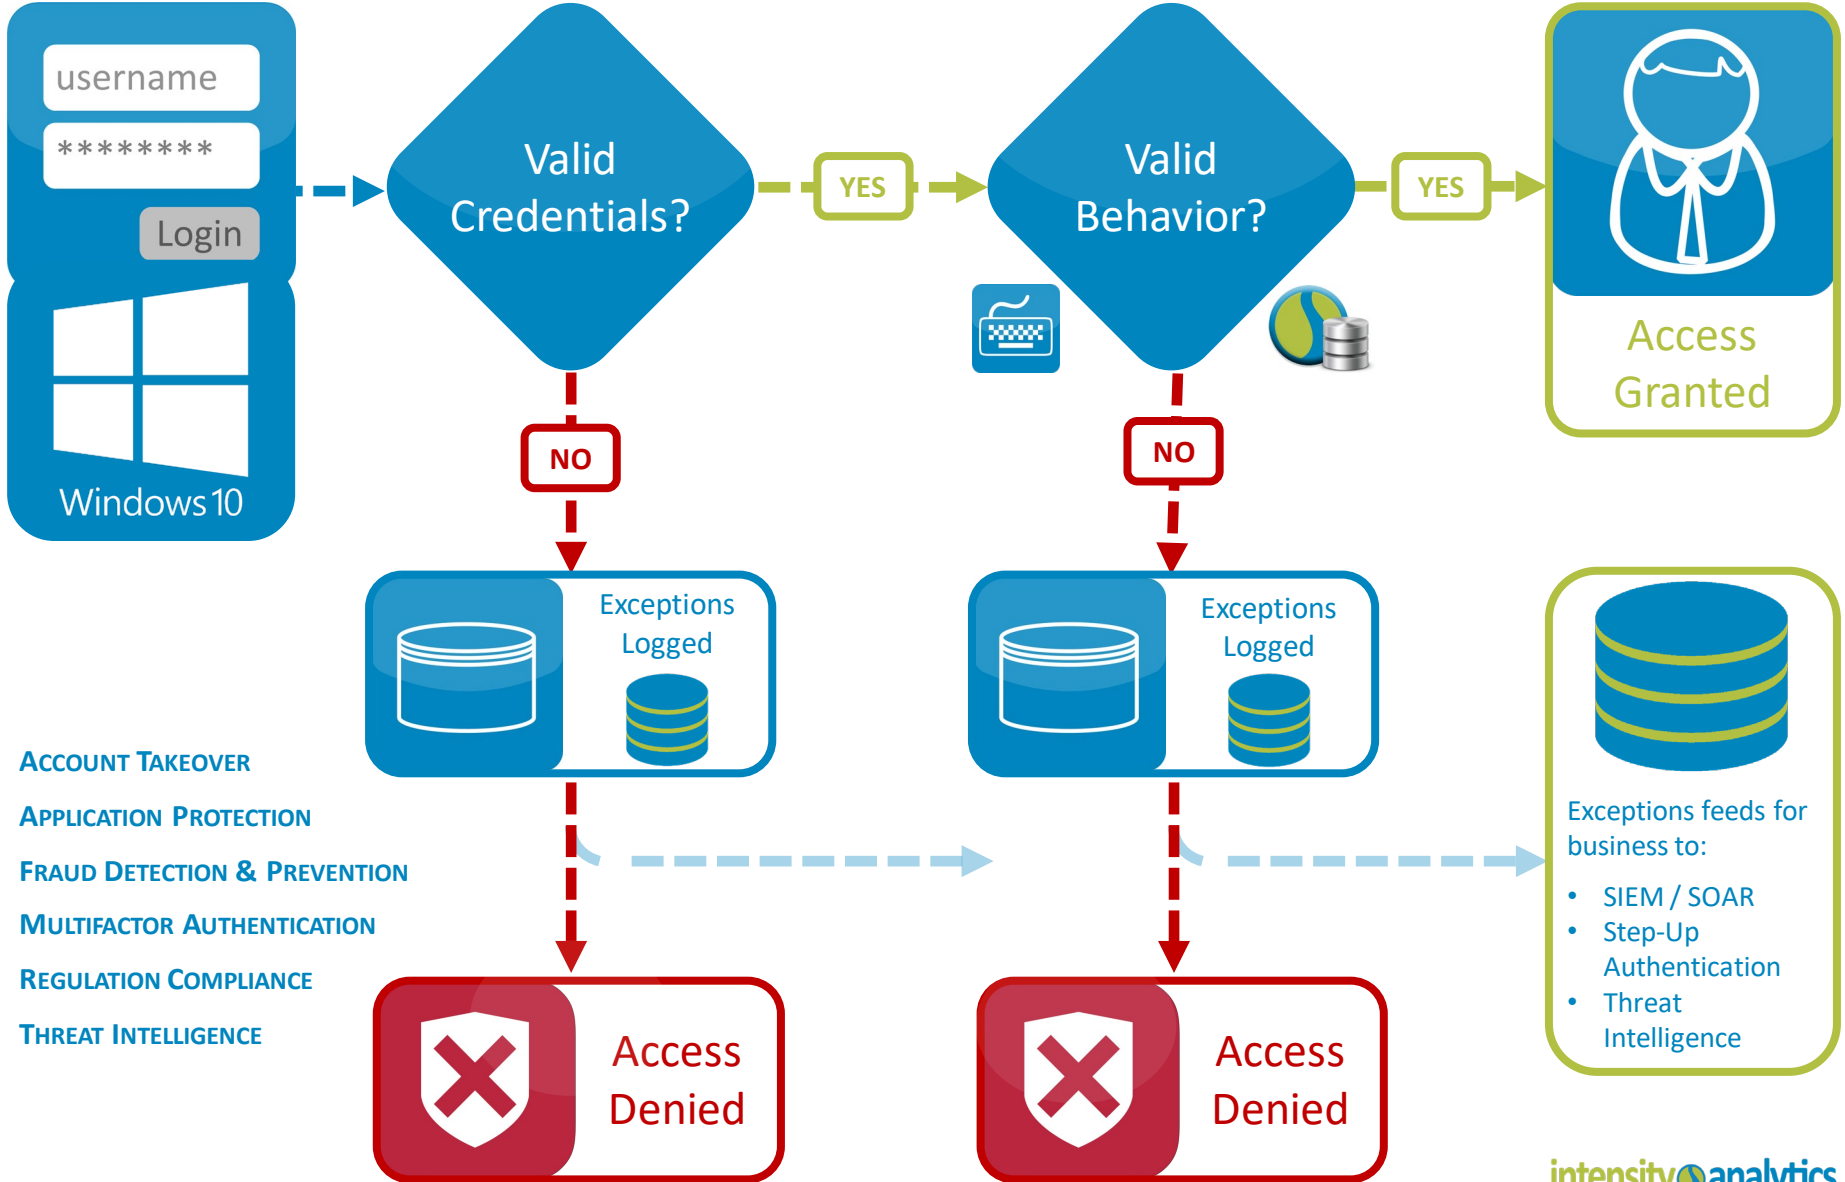 username
********
Login
Windows 10
Valid
Credentials?
YES
Valid
Behavior?
YES
Access
Granted
NO
NO
Exceptions
Logged
Exceptions
Logged
Exceptions feeds for
business to:
• SIEM / SOAR
• Step-Up
Authentication
• Threat
Intelligence
ACCOUNT TAKEOVER
APPLICATION PROTECTION
FRAUD DETECTION & PREVENTION
MULTIFACTOR AUTHENTICATION
REGULATION COMPLIANCE
THREAT INTELLIGENCE
Access
Denied
Access
Denied
intensity analytics